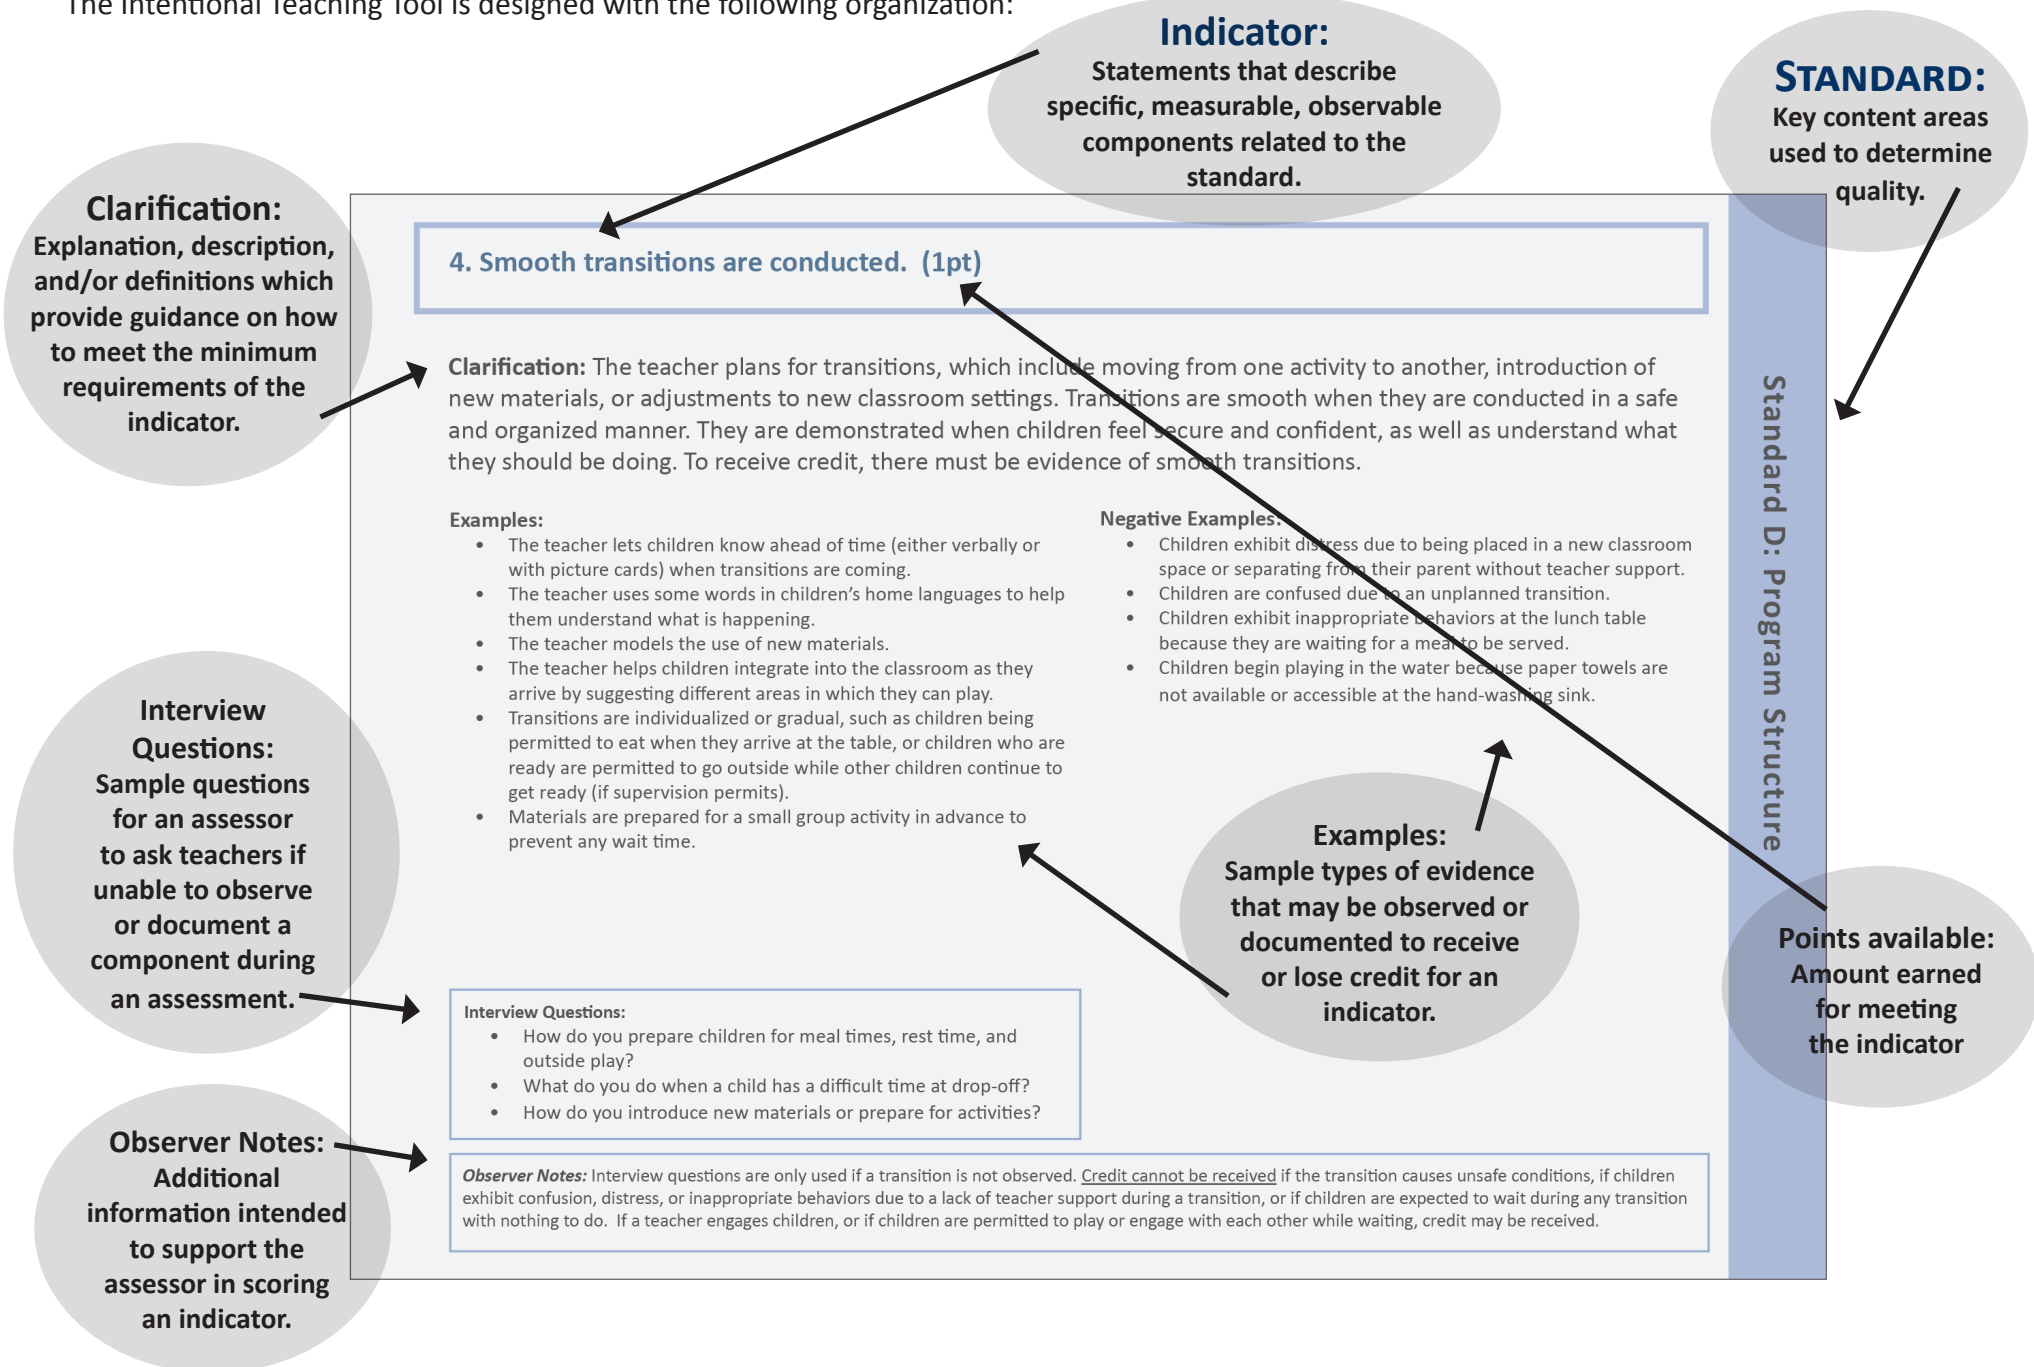 The Intentional Teaching Tool is designed with the following organization:
Indicator:
Statements that describe
specific, measurable, observable
components related to the
standard.
STANDARD:
Key content areas
used to determine
quality.
Clarification:
Explanation, description,
and/or definitions which
provide guidance on how
to meet the minimum
requirements of the
indicator.
4. Smooth transitions are conducted.  (1pt)
Clarification: The teacher plans for transitions, which include moving from one activity to another, introduction of
new materials, or adjustments to new classroom settings. Transitions are smooth when they are conducted in a safe
and organized manner. They are demonstrated when children feel secure and confident, as well as understand what
they should be doing. To receive credit, there must be evidence of smooth transitions.
Examples:
• The teacher lets children know ahead of time (either verbally or
with picture cards) when transitions are coming.
• The teacher uses some words in children's home languages to help
them understand what is happening.
• The teacher models the use of new materials.
• The teacher helps children integrate into the classroom as they
arrive by suggesting different areas in which they can play.
• Transitions are individualized or gradual, such as children being
permitted to eat when they arrive at the table, or children who are
ready are permitted to go outside while other children continue to
get ready (if supervision permits).
• Materials are prepared for a small group activity in advance to
prevent any wait time.
Negative Examples:
• Children exhibit distress due to being placed in a new classroom
space or separating from their parent without teacher support.
• Children are confused due to an unplanned transition.
• Children exhibit inappropriate behaviors at the lunch table
because they are waiting for a meal to be served.
• Children begin playing in the water because paper towels are
not available or accessible at the hand-washing sink.
Standard D: Program Structure
Interview
Questions:
Sample questions
for an assessor
to ask teachers if
unable to observe
or document a
component during
an assessment.
Examples:
Sample types of evidence
that may be observed or
documented to receive
or lose credit for an
indicator.
Points available:
Amount earned
for meeting
the indicator
Interview Questions:
• How do you prepare children for meal times, rest time, and
outside play?
• What do you do when a child has a difficult time at drop-off?
• How do you introduce new materials or prepare for activities?
Observer Notes:
Additional
information intended
to support the
assessor in scoring
an indicator.
Observer Notes: Interview questions are only used if a transition is not observed. Credit cannot be received if the transition causes unsafe conditions, if children
exhibit confusion, distress, or inappropriate behaviors due to a lack of teacher support during a transition, or if children are expected to wait during any transition
with nothing to do.  If a teacher engages children, or if children are permitted to play or engage with each other while waiting, credit may be received.